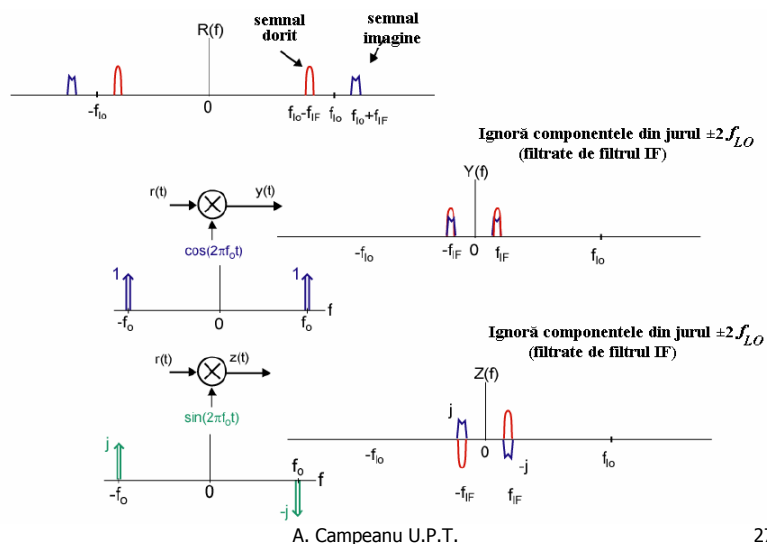 semnal
dorit
semnal
imagine
R(f)
-flo 0 flo-fIF flo flo+fIF
Ignoră componentele din jurul ±2fLO
(filtrate de filtrul IF)
r(t) y(t)
cos(2πfot)
Y(f)
-flo -fIF 0 fIF flo
1 1
-fo 0 fo f
Ignoră componentele din jurul ±2fLO
(filtrate de filtrul IF)
r(t) z(t)
sin(2πfot)
Z(f)
j
-flo 0 -j flo
-fIF fIF
j fo
-fo 0 f
-j
A. Campeanu U.P.T.